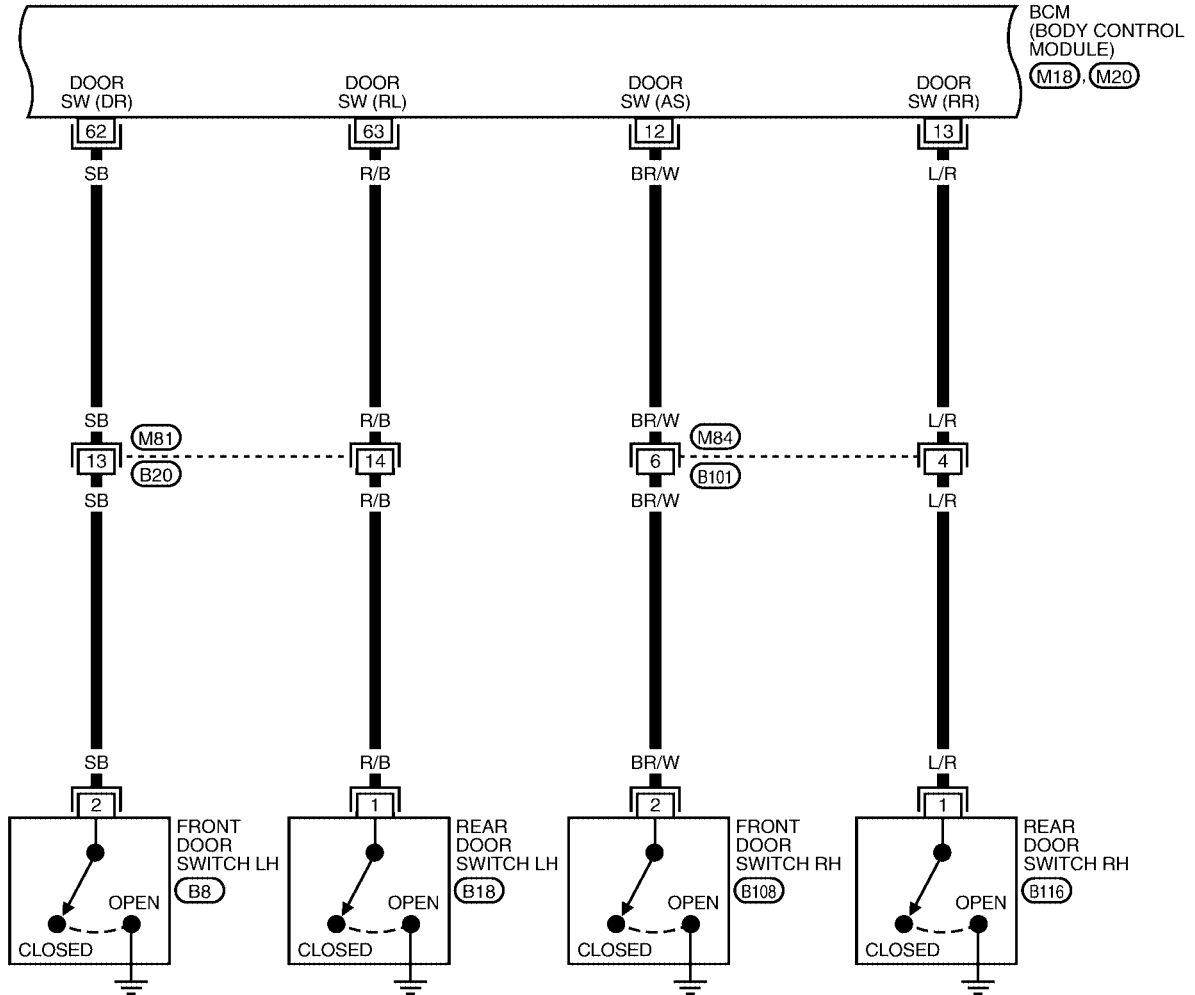 BCM
(BODY CONTROL
MODULE)
M18, M20
DOOR
SW (DR)
DOOR
SW (RL)
DOOR
SW (AS)
DOOR
SW (RR)
62 63 12 13
SB R/B BR/W L/R
SB R/B BR/W L/R
M81 M84
13 14 6 4
B20 B101
SB R/B BR/W L/R
SB R/B BR/W L/R
2 1 2 1
FRONT
DOOR
SWITCH LH
B8
OPEN
CLOSED
REAR
DOOR
SWITCH LH
B18
OPEN
CLOSED
FRONT
DOOR
SWITCH RH
B108
OPEN
CLOSED
REAR
DOOR
SWITCH RH
B116
OPEN
CLOSED